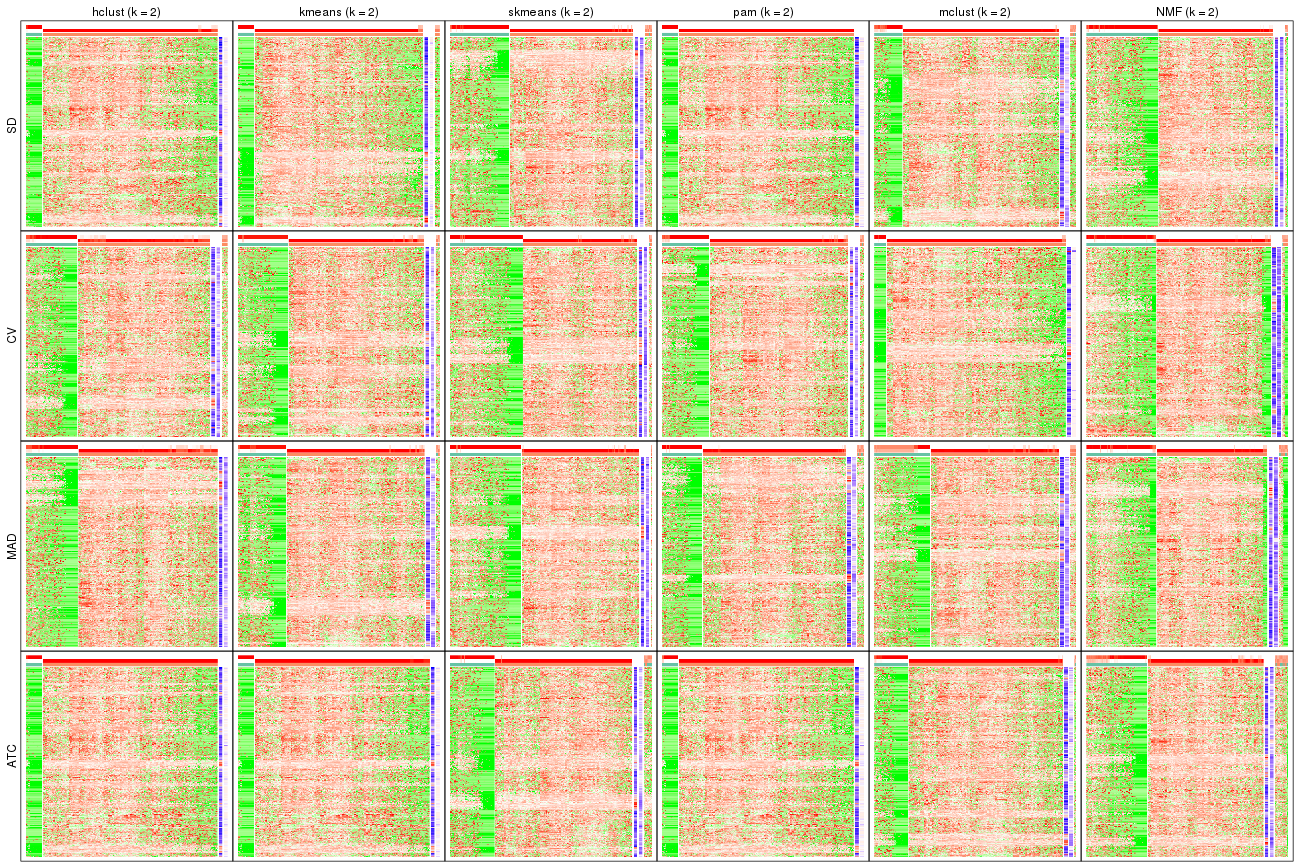 hclust (k = 2) kmeans (k = 2) skmeans (k = 2) pam (k = 2) mclust (k = 2) NMF (k = 2)
SD
CV
MAD
ATC